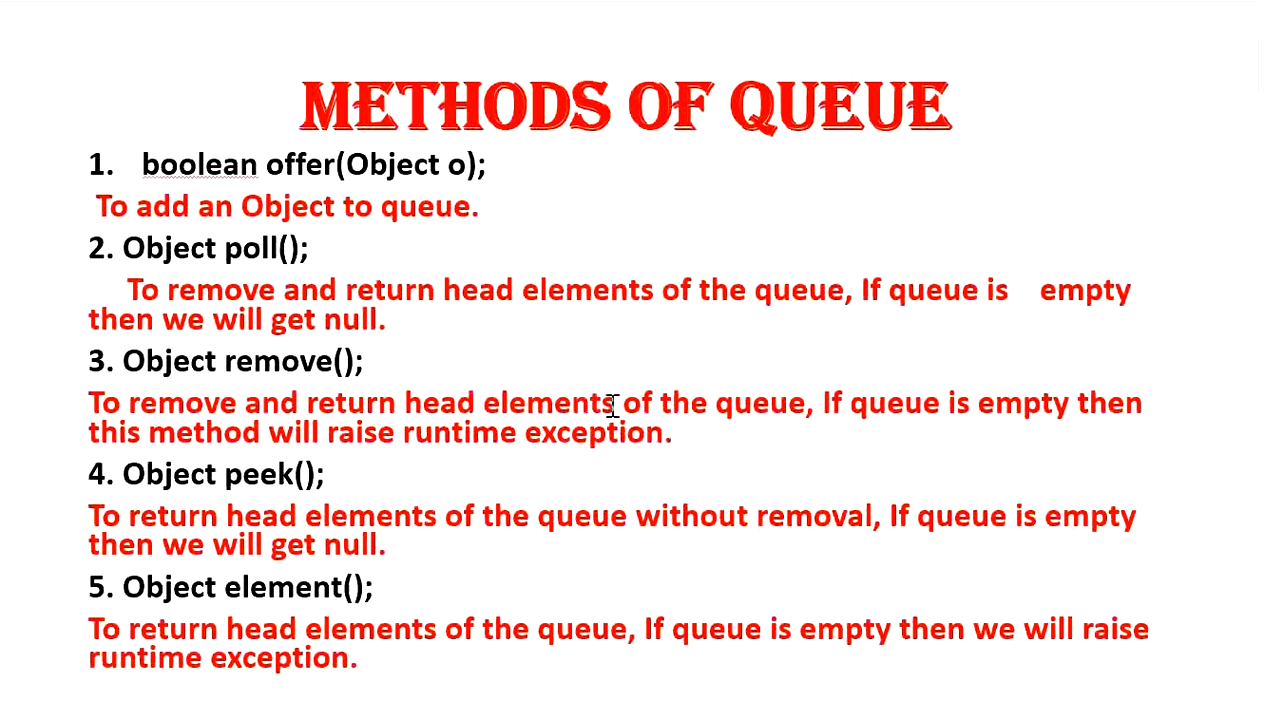 METHODS OF QUEUE
1. boolean offer(Object o);
To add an Object to queue.
2. Object poll();
To remove and return head elements of the queue, If queue is empty
then we will get null.
3. Object remove();
To remove and return head elements of the queue, If queue is empty then
this method will raise runtime exception.
4. Object peek();
To return head elements of the queue without removal, If queue is empty
then we will get null.
5. Object element();
To return head elements of the queue, If queue is empty then we will raise
runtime exception.